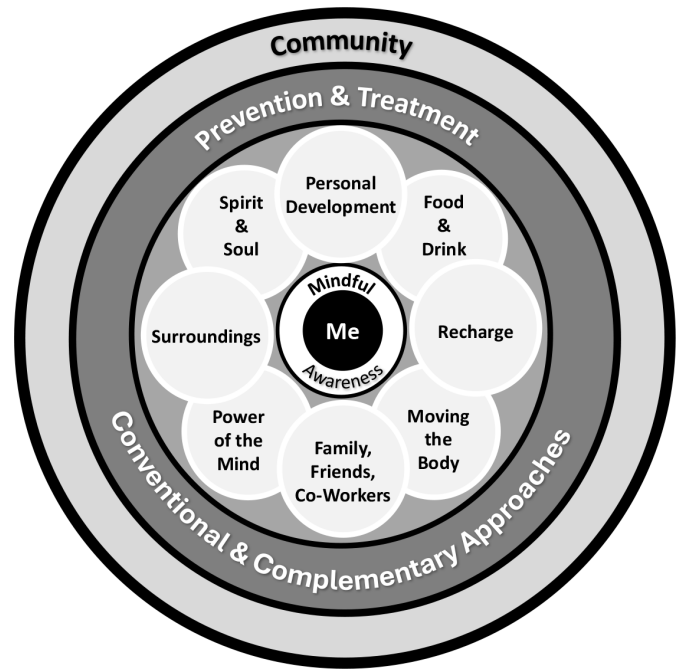 Community
Prevention & Treatment
Personal
Development
Spirit
&
Soul
Food
&
Drink
Mindful
Me
Awareness
Surroundings
Recharge
Power
of the
Mind
Moving
the
Body
Family,
Friends,
Co-Workers
Conventional & Complementary Approaches